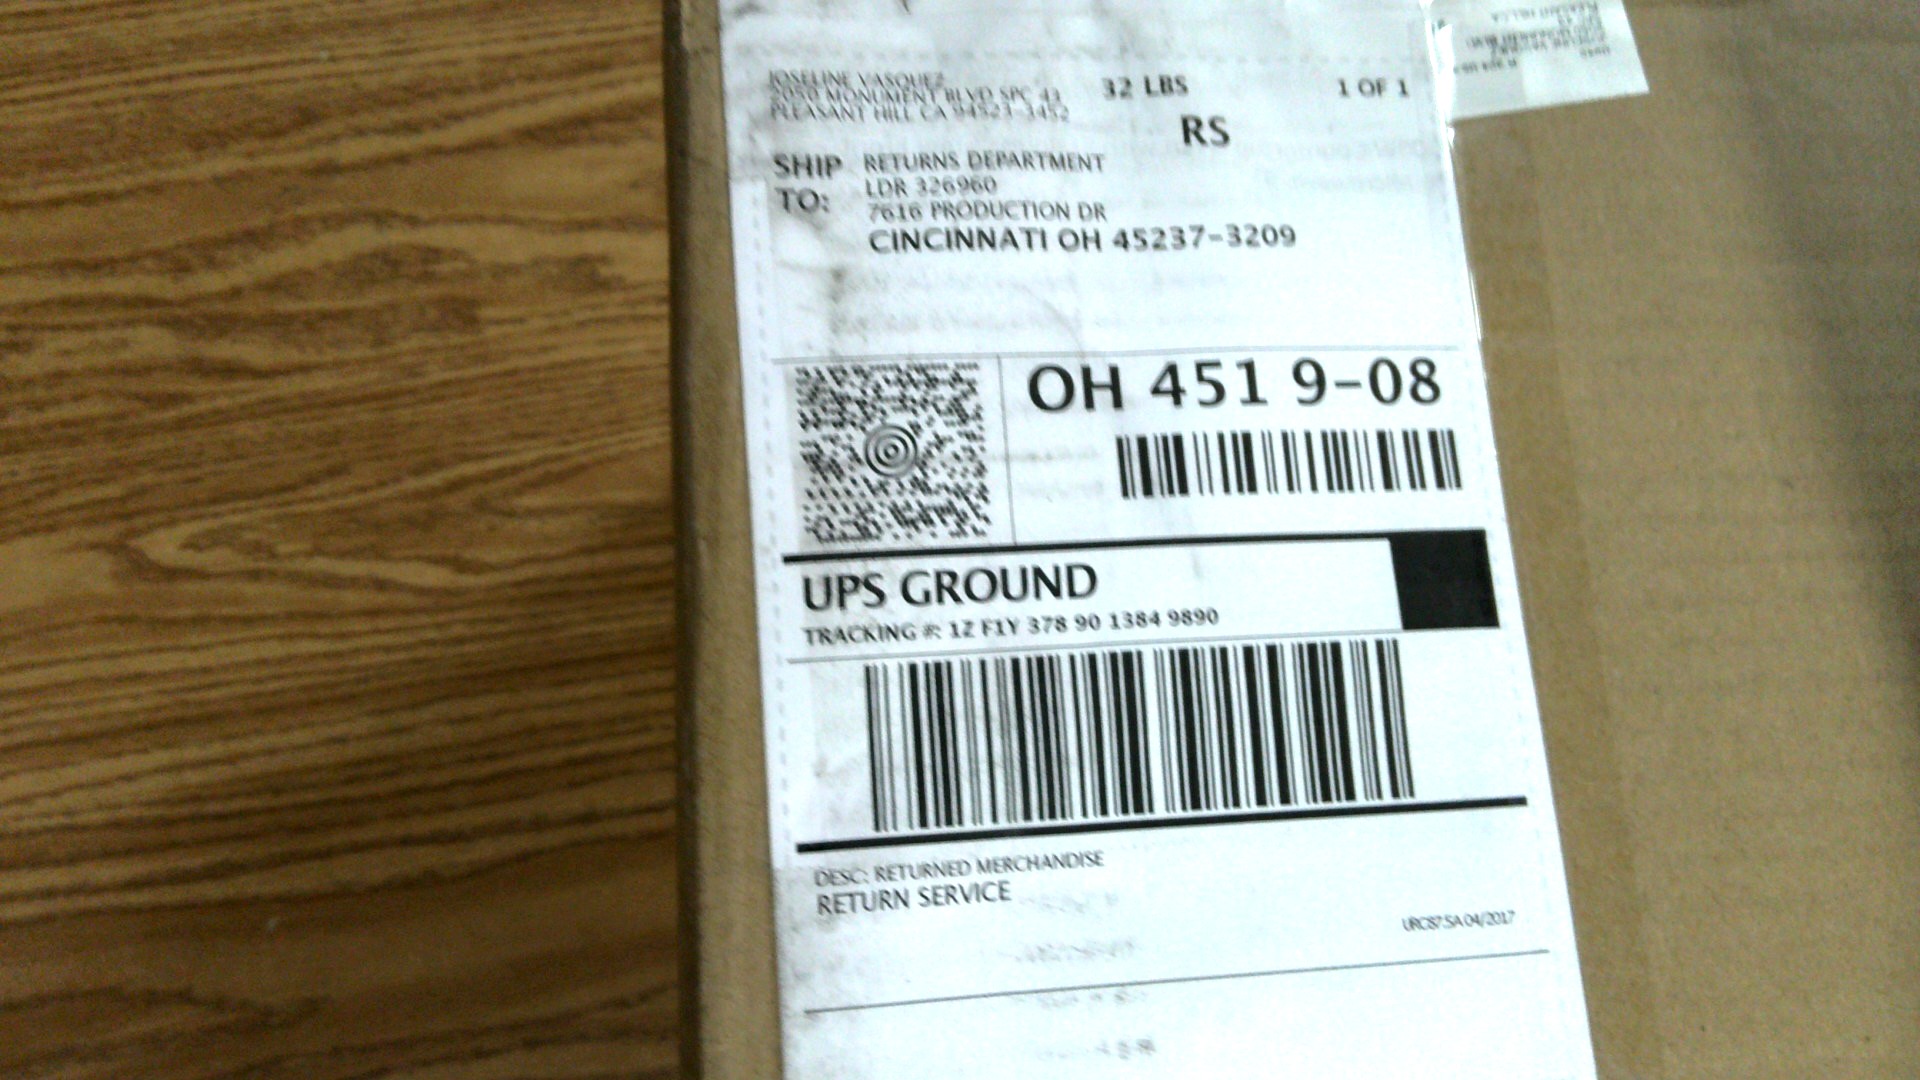 JOSELINE VASQUEZ
MONUMENT BLVD SPC 43
PLEASANT HILL CA 94523-3452
32 LBS
1 OF 1
RS
SHIP TO:
RETURNS DEPARTMENT
LDR 326960
7616 PRODUCTION DR
CINCINNATI OH 45237-3209
OH 451 9-08
UPS GROUND
TRACKING #: 1Z F1Y 378 90 1384 9890
DESC: RETURNED MERCHANDISE
RETURN SERVICE
URC87.5A 04/2017